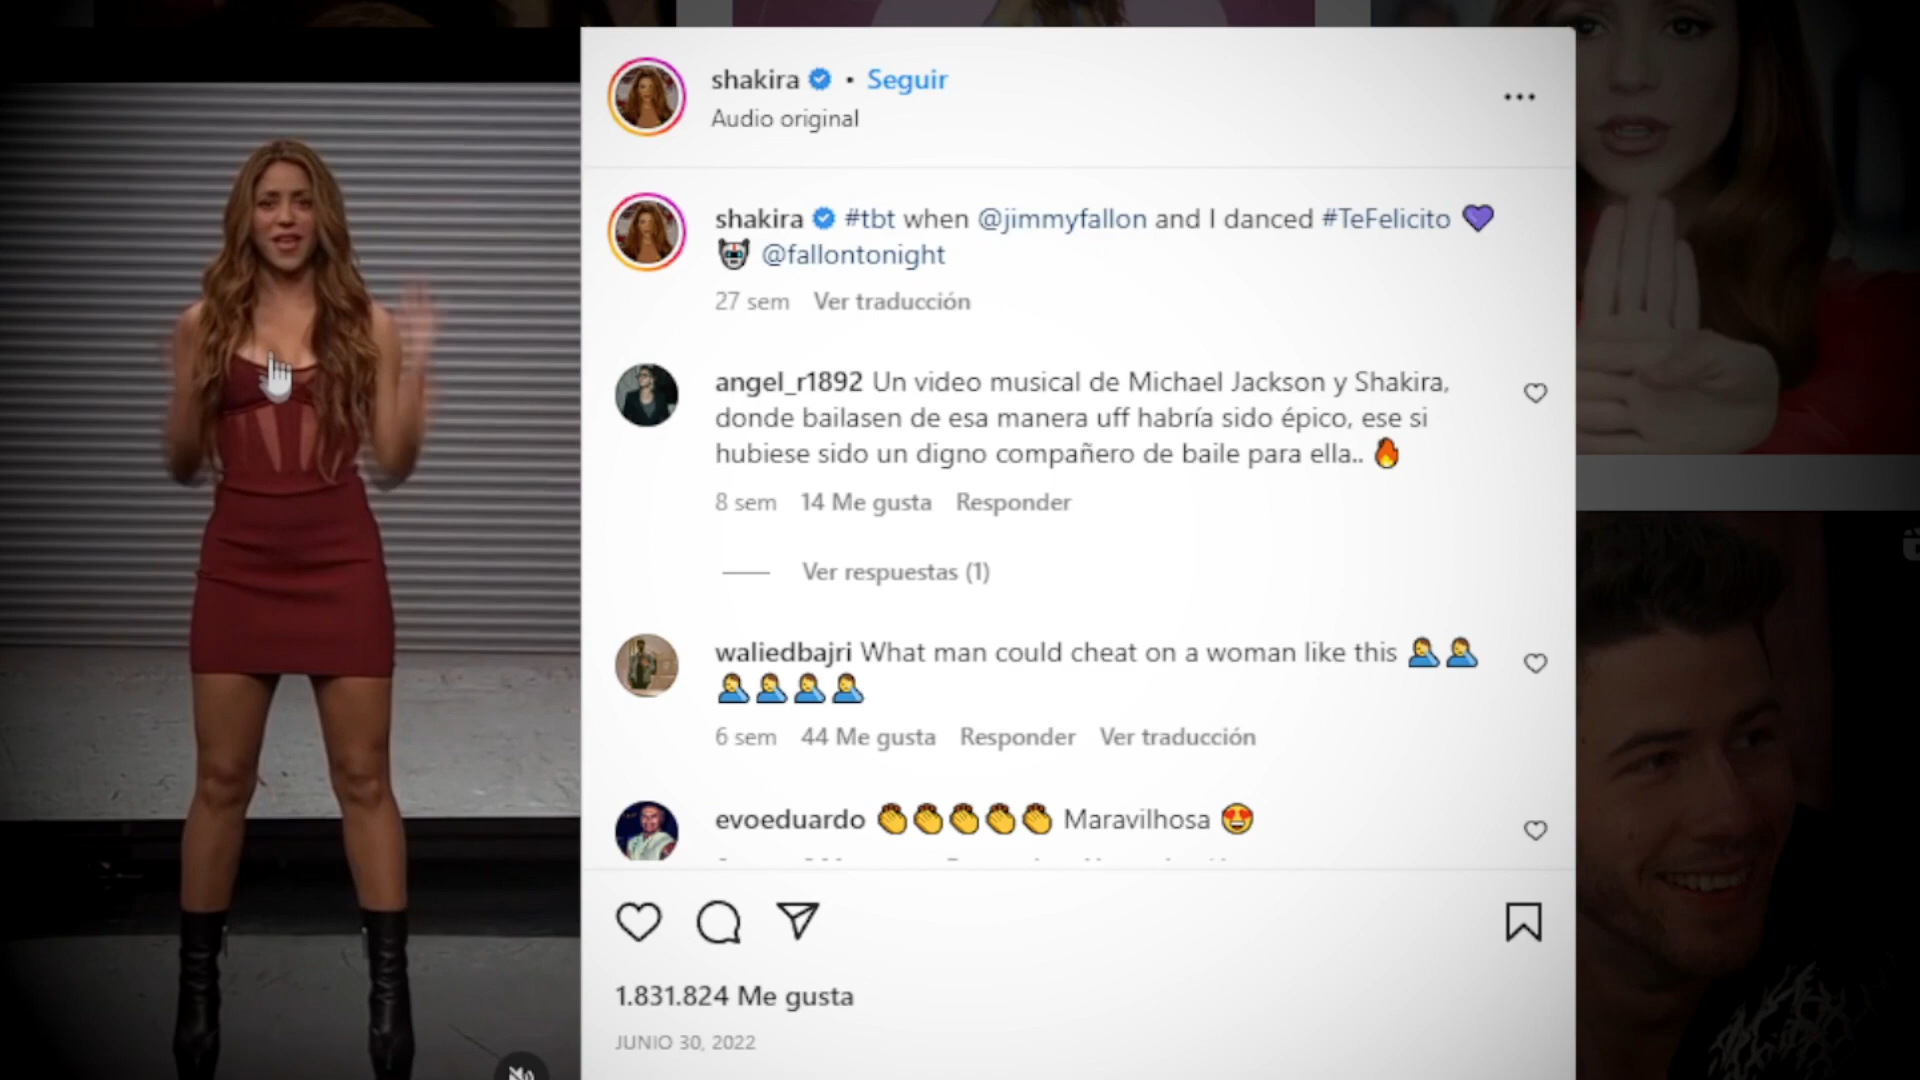 shakira • Seguir
Audio original
shakira #tbt when @jimmyfallon and I danced #TeFelicito 💜
🤖 @fallontonight
27 sem Ver traducción
angel_r1892 Un video musical de Michael Jackson y Shakira,
donde bailasen de esa manera uff habría sido épico, ese si
hubiese sido un digno compañero de baile para ella.. 🔥
8 sem 14 Me gusta Responder
Ver respuestas (1)
waliedbajri What man could cheat on a woman like this 🤦‍♂️🤦‍♂️
🤦‍♂️🤦‍♂️🤦‍♂️🤦‍♂️
6 sem 44 Me gusta Responder Ver traducción
evoeduardo 👏👏👏👏👏 Maravilhosa 😍
1.831.824 Me gusta
JUNIO 30, 2022